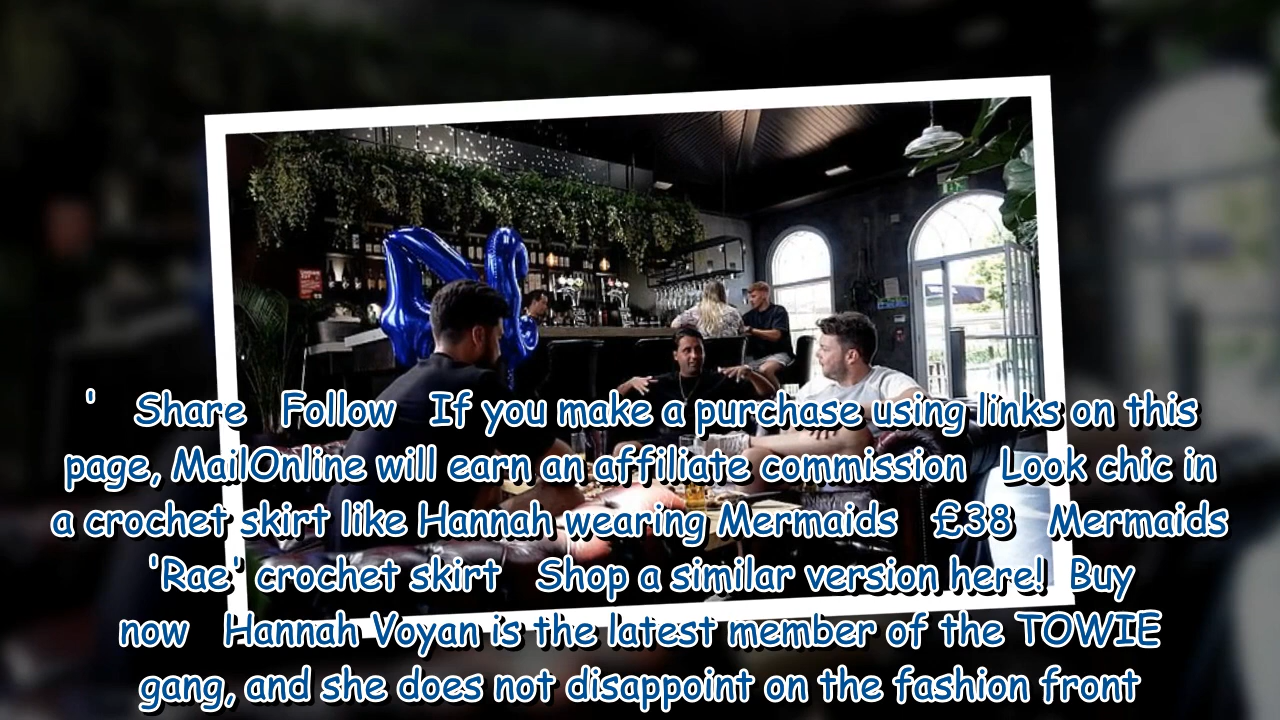 ' Share Follow If you make a purchase using links on this
page, MailOnline will earn an affiliate commission Look chic in
a crochet skirt like Hannah wearing Mermaids £38 Mermaids
'Rae' crochet skirt Shop a similar version here! Buy
now Hannah Voyan is the latest member of the TOWIE
gang, and she does not disappoint on the fashion front